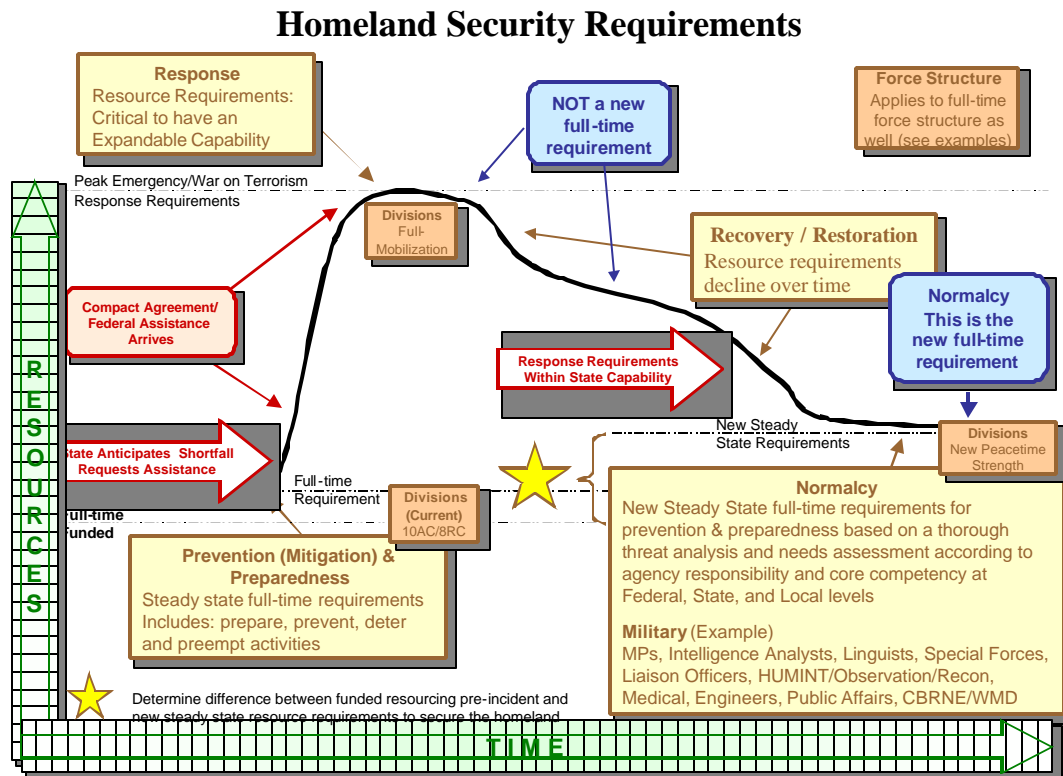 Homeland Security Requirements
Response
Resource Requirements:
Critical to have an
Expandable Capability
NOT a new
full-time
requirement
Force Structure
Applies to full-time
force structure as
well (see examples)
Peak Emergency/War on Terrorism
Response Requirements
Divisions
Full-
Mobilization
Recovery / Restoration
Resource requirements
decline over time
Normalcy
This is the
new full-time
requirement
Compact Agreement/
Federal Assistance
Arrives
Response Requirements
Within State Capability
State Anticipates Shortfall
Requests Assistance
New Steady
State Requirements
Divisions
New Peacetime
Strength
Full-time
Requirement
Divisions
(Current)
10AC/8RC
Full-time
Funded
Prevention (Mitigation) &
Preparedness
Steady state full-time requirements
Includes: prepare, prevent, deter
and preempt activities
Normalcy
New Steady State full-time requirements for
prevention & preparedness based on a thorough
threat analysis and needs assessment according to
agency responsibility and core competency at
Federal, State, and Local levels
Military (Example)
MPs, Intelligence Analysts, Linguists, Special Forces,
Liaison Officers, HUMINT/Observation/Recon,
Medical, Engineers, Public Affairs, CBRNE/WMD
Determine difference between funded resourcing pre-incident and
new steady state resource requirements to secure the homeland
RESOURCES
TIME